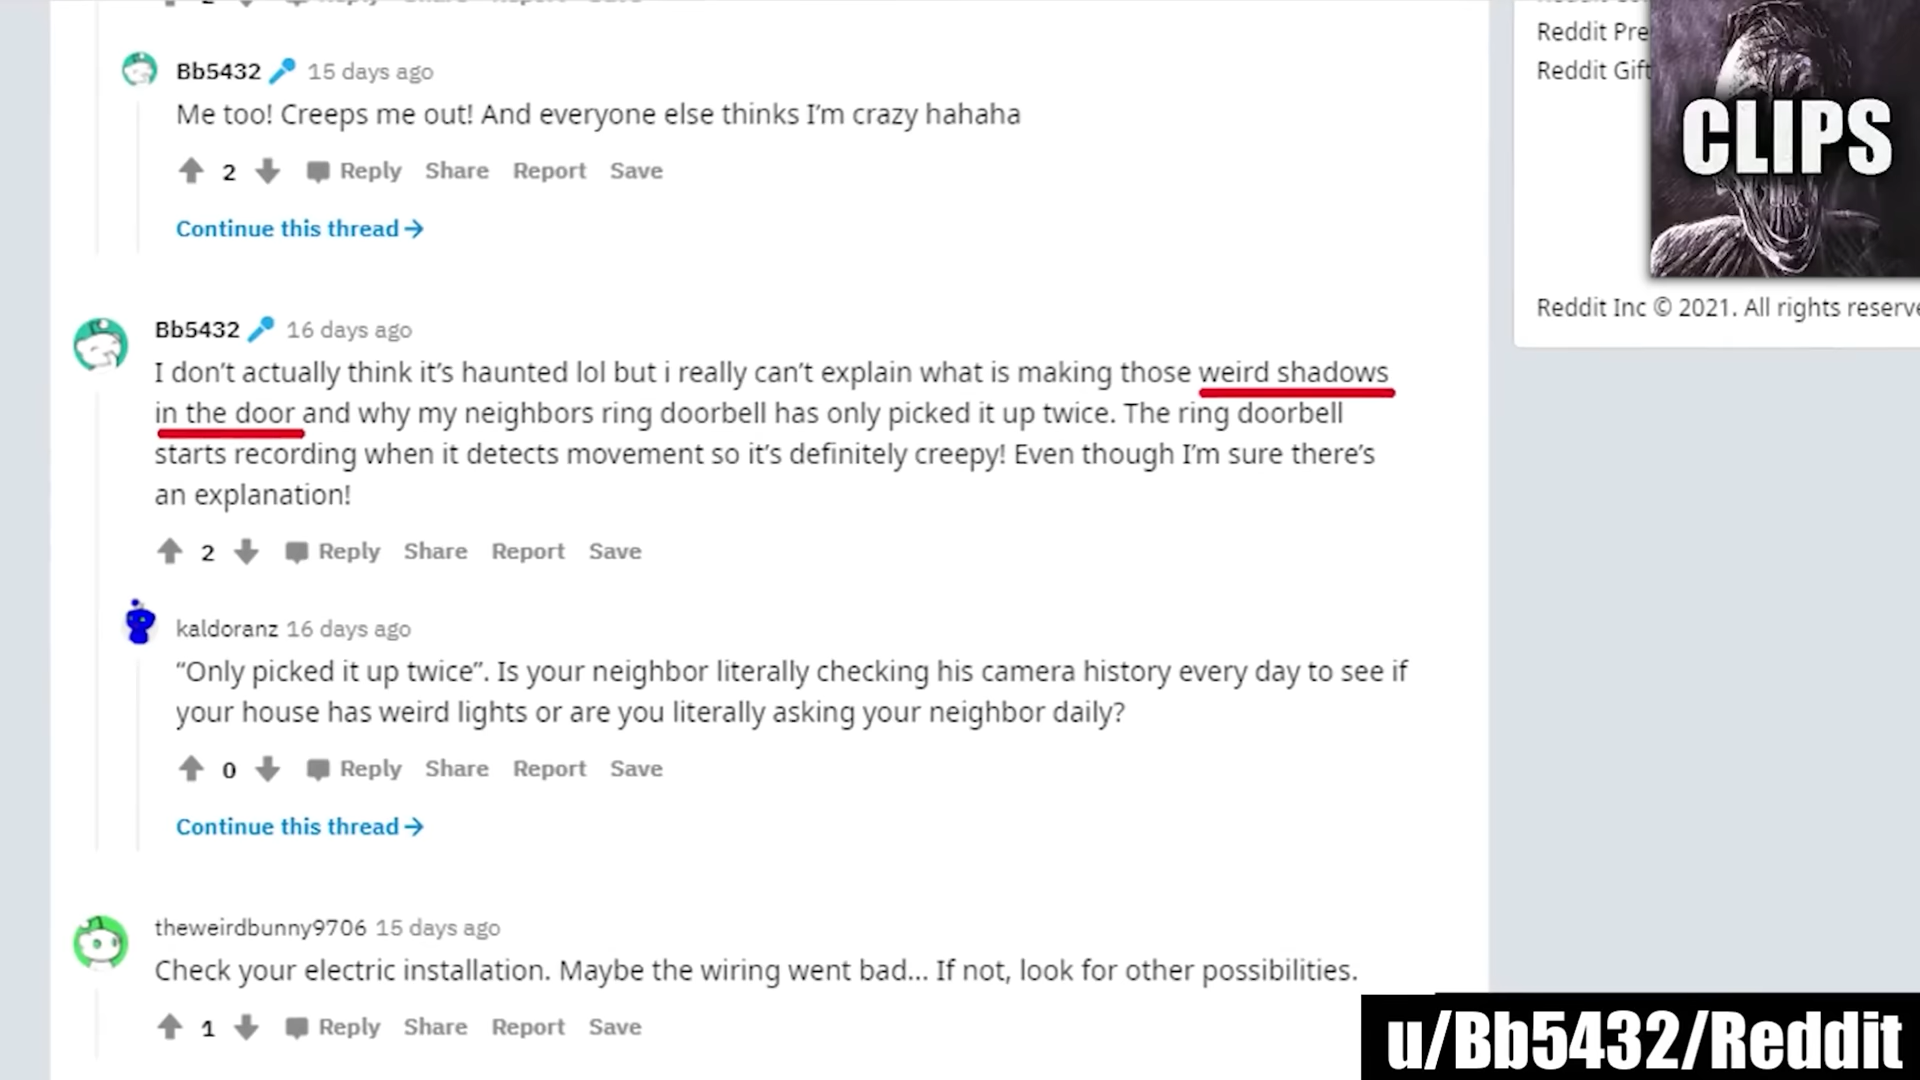 Bb5432 15 days ago
Me too! Creeps me out! And everyone else thinks I'm crazy hahaha
2 Reply Share Report Save
Continue this thread →
Bb5432 16 days ago
I don't actually think it's haunted lol but i really can't explain what is making those weird shadows
in the door and why my neighbors ring doorbell has only picked it up twice. The ring doorbell
starts recording when it detects movement so it's definitely creepy! Even though I'm sure there's
an explanation!
2 Reply Share Report Save
kaldoranz 16 days ago
“Only picked it up twice”. Is your neighbor literally checking his camera history every day to see if
your house has weird lights or are you literally asking your neighbor daily?
0 Reply Share Report Save
Continue this thread →
theweirdbunny9706 15 days ago
Check your electric installation. Maybe the wiring went bad... If not, look for other possibilities.
1 Reply Share Report Save
Reddit Pre
Reddit Gift
CLIPS
Reddit Inc © 2021. All rights reserve
u/Bb5432/Reddit